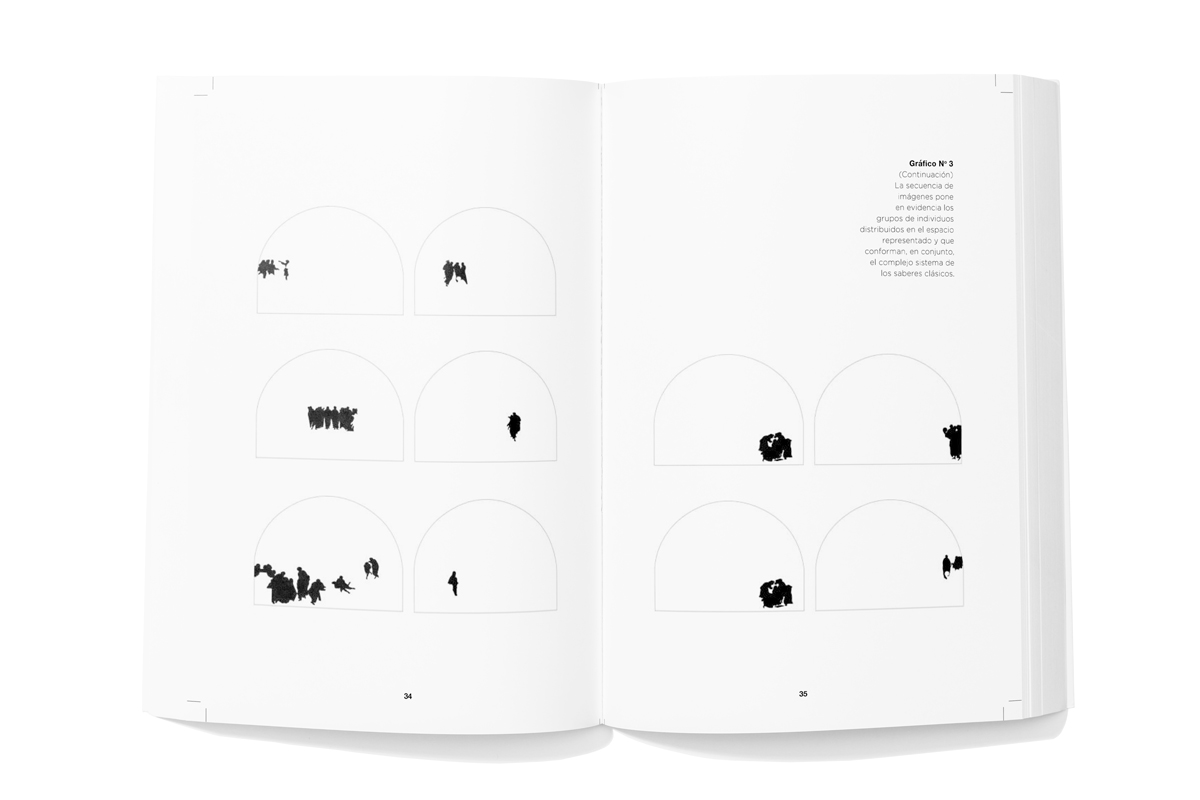 Gráfico Nº 3
(Continuación)
La secuencia de
imágenes pone
en evidencia los
grupos de individuos
distribuidos en el espacio
representado y que
conforman, en conjunto,
el complejo sistema de
los saberes clásicos.
34
35